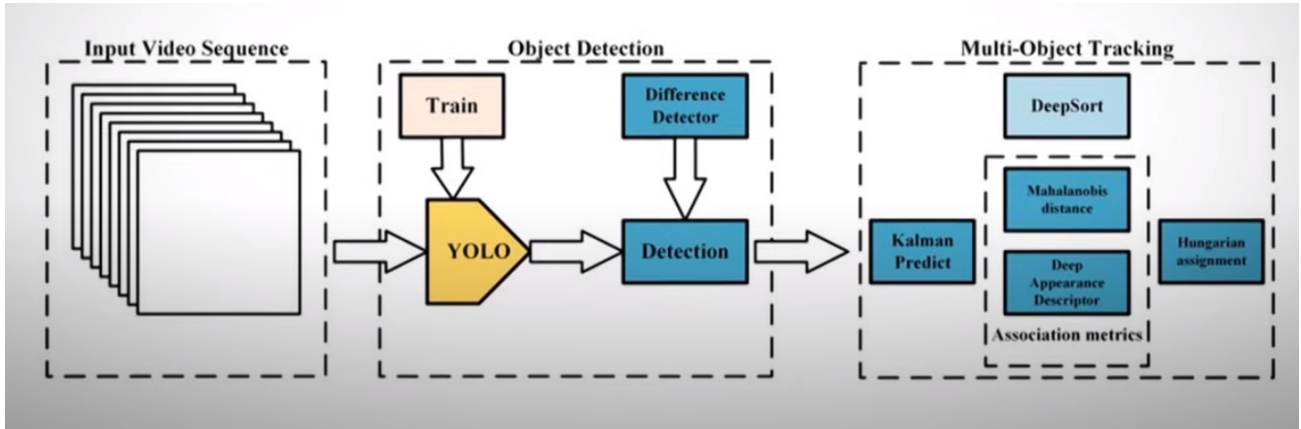 Input Video Sequence
Object Detection
Multi-Object Tracking
Train
Difference
Detector
YOLO
Detection
DeepSort
Kalman
Predict
Mahalanobis
distance
Deep
Appearance
Descriptor
Association metrics
Hungarian
assignment